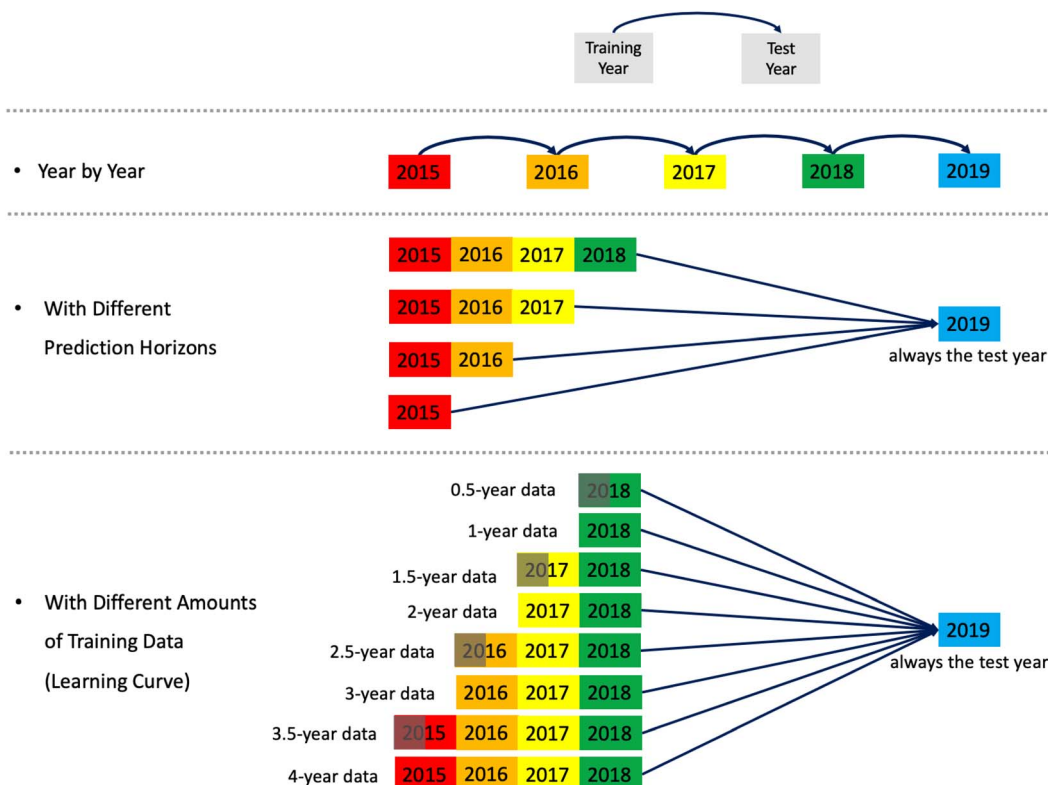 Training Year
Test Year
• Year by Year
2015 2016 2017 2018 2019
2015 2016 2017 2018
• With Different
Prediction Horizons
2015 2016 2017
2015 2016
2015
2019
always the test year
• With Different Amounts
of Training Data
(Learning Curve)
0.5-year data 2018
1-year data 2018
1.5-year data 2017 2018
2-year data 2017 2018
2.5-year data 2016 2017 2018
3-year data 2016 2017 2018
3.5-year data 2015 2016 2017 2018
4-year data 2015 2016 2017 2018
2019
always the test year